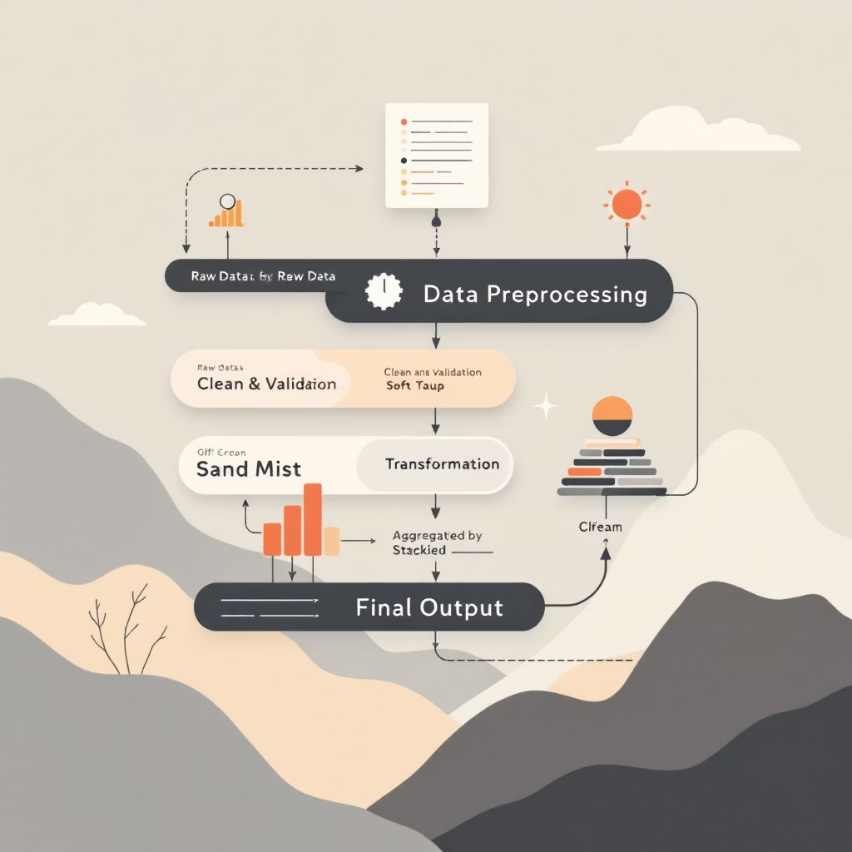 Raw Data: by Raw Data
Data Preprocessing
Raw Datas
Clean & Validation
Clean ans Validation
Soft Taup
Off! Crean
Sand Mist
Transformation
Aggregated by
Stackied
Clfeam
Final Output